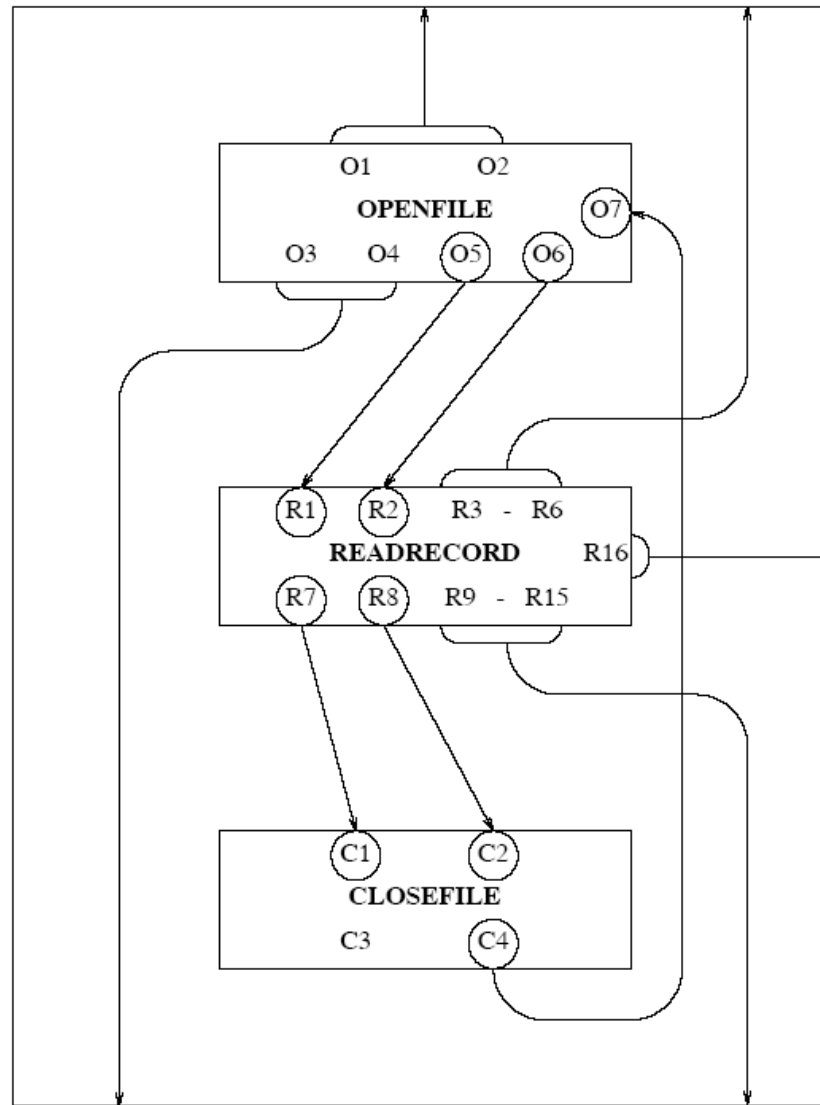 O1 O2
OPENFILE O7
O3 O4 O5 O6
R1 R2 R3 - R6
READRECORD R16
R7 R8 R9 - R15
C1 C2
CLOSEFILE
C3 C4